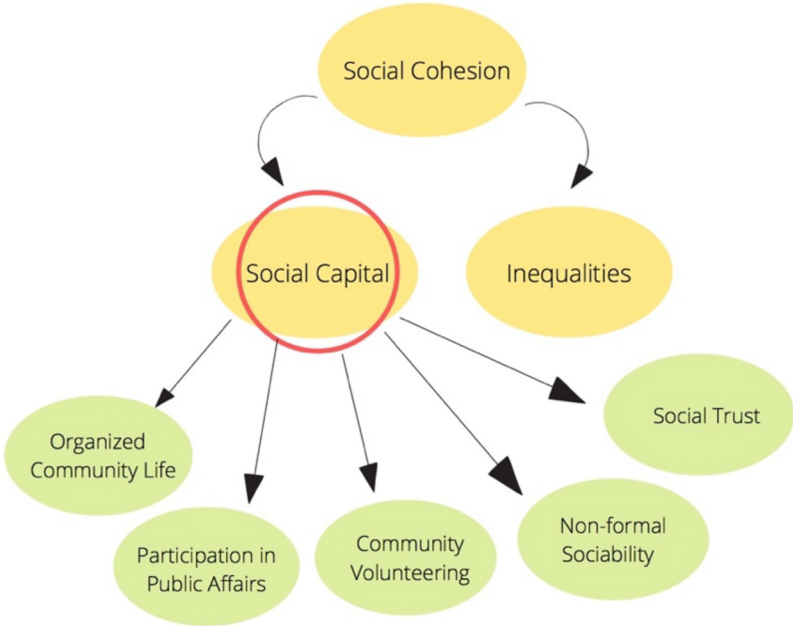 Social Cohesion
Social Capital
Inequalities
Organized
Community Life
Participation in
Public Affairs
Community
Volunteering
Non-formal
Sociability
Social Trust